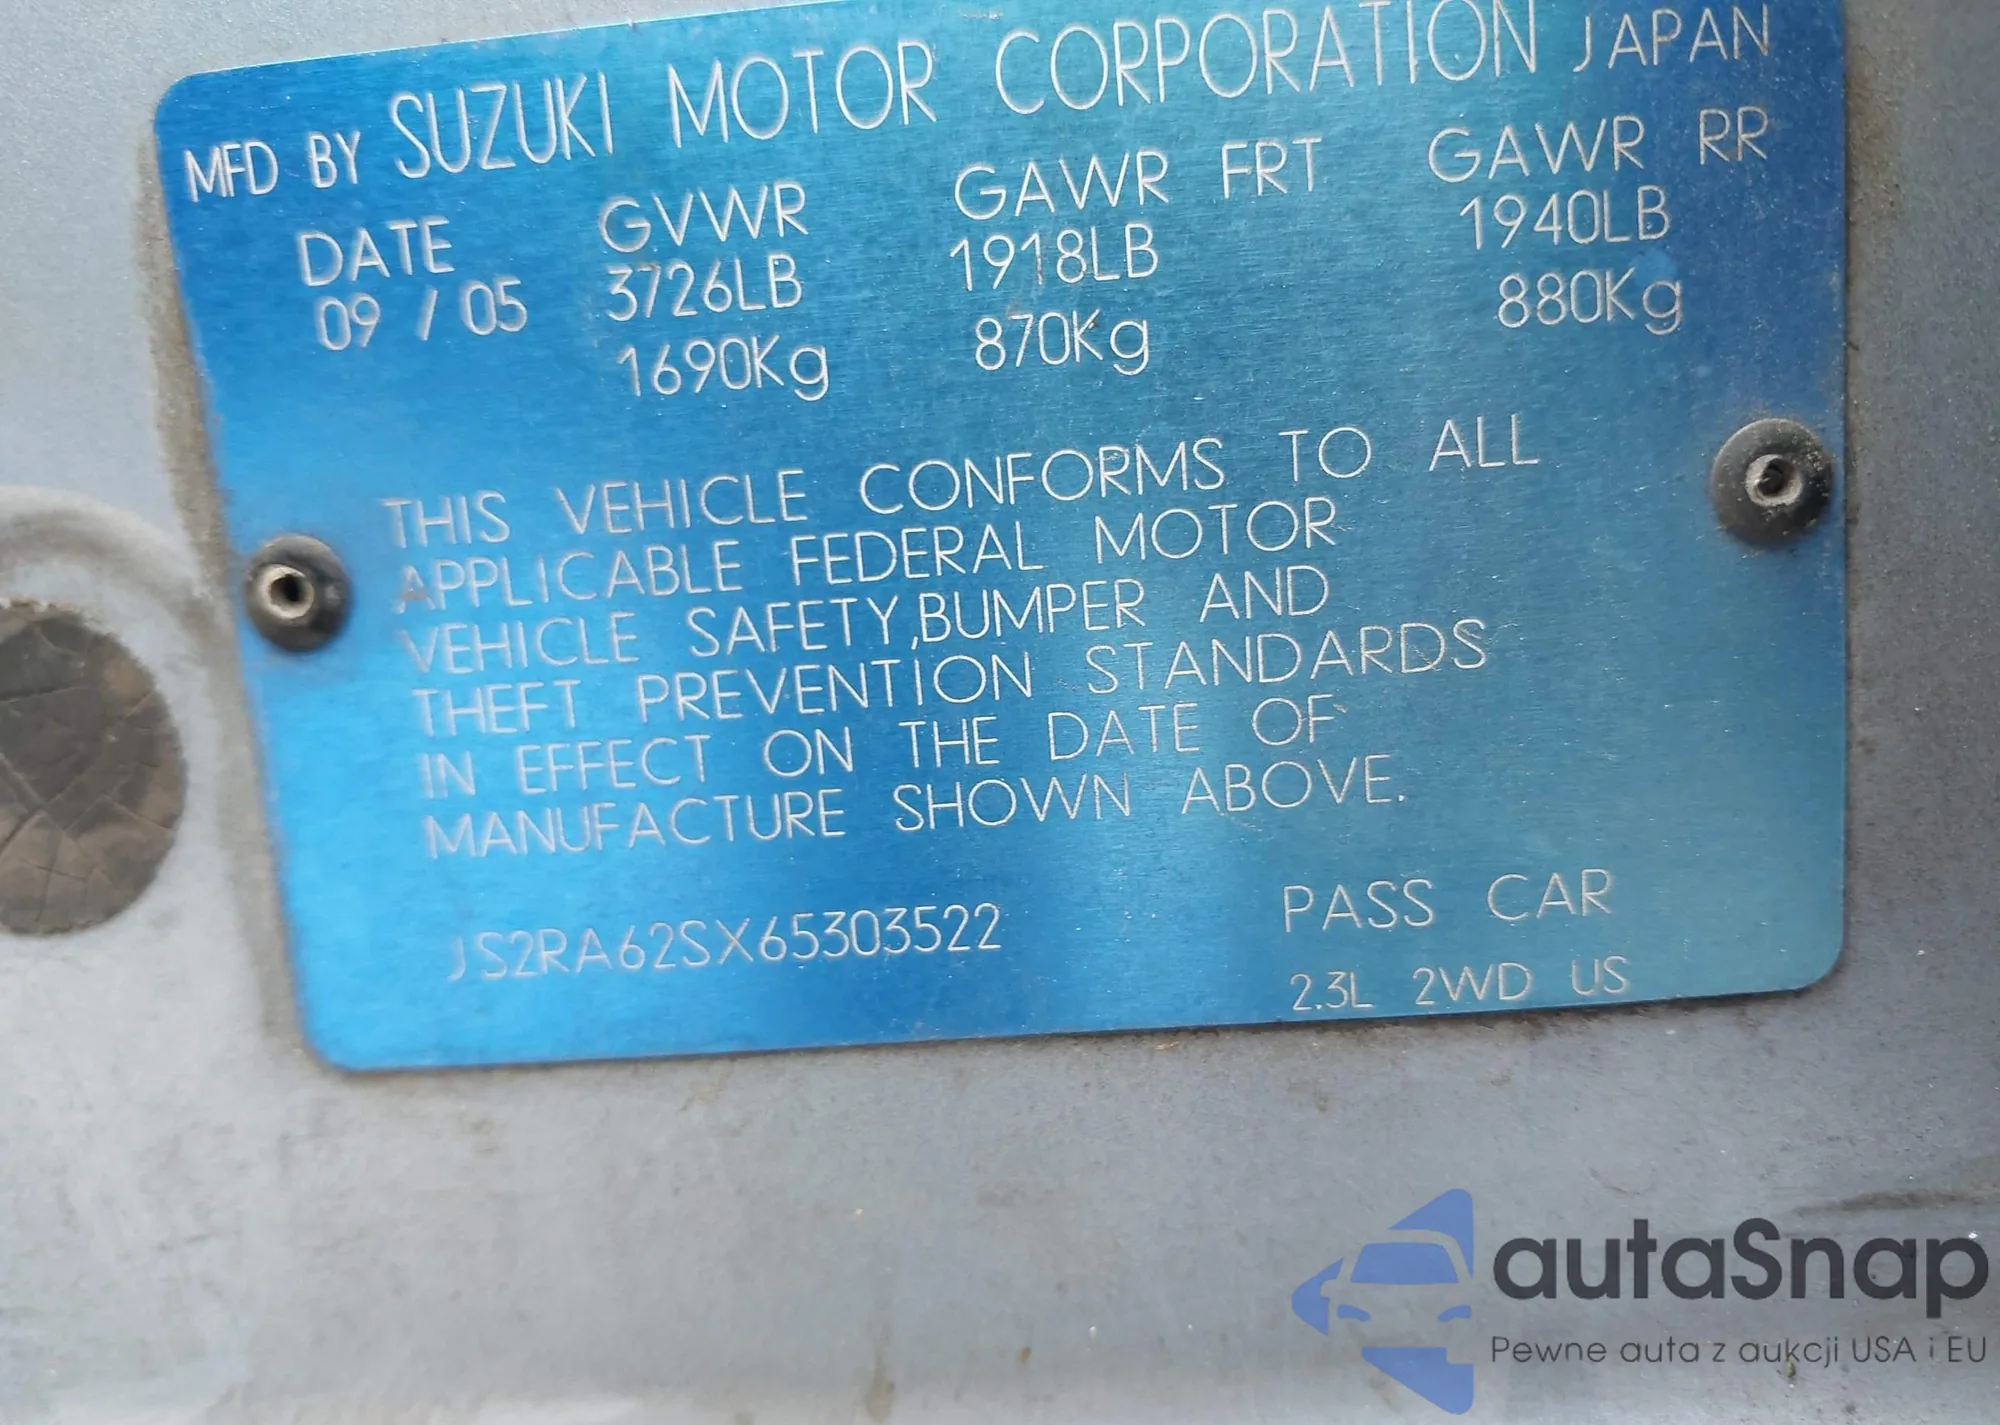 MFD BY SUZUKI MOTOR CORPORATION JAPAN
DATE GVWR GAWR FRT GAWR RR
09 / 05 3726LB 1918LB 1940LB
1690Kg 870Kg 880Kg
THIS VEHICLE CONFORMS TO ALL
APPLICABLE FEDERAL MOTOR
VEHICLE SAFETY,BUMPER AND
THEFT PREVENTION STANDARDS
IN EFFECT ON THE DATE OF
MANUFACTURE SHOWN ABOVE.
JS2RA62SX65303522 PASS CAR
2.3L 2WD US
autaSnap
Pewne auta z aukcji USA i EU